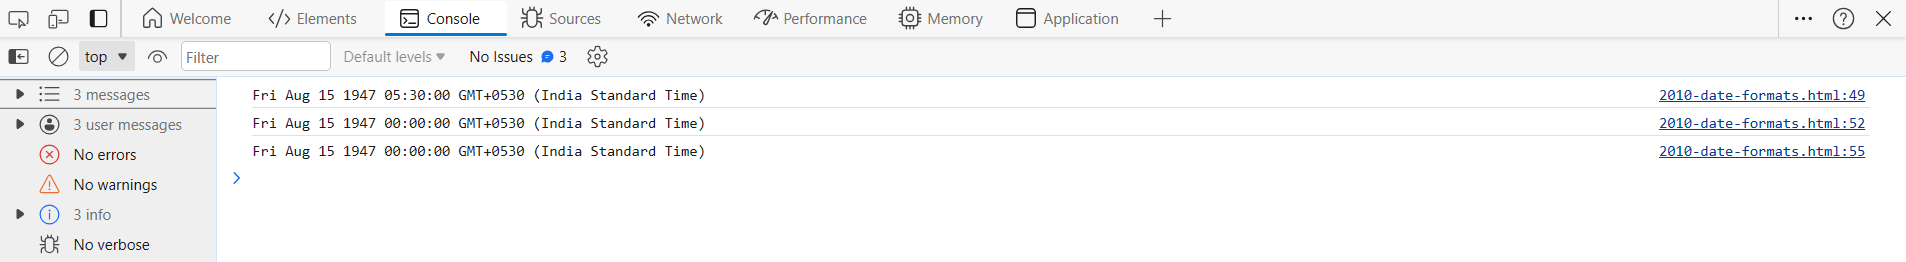 Welcome Elements Console Sources Network Performance Memory Application
top Filter Default levels No Issues 3
3 messages
3 user messages
No errors
No warnings
3 info
No verbose
Fri Aug 15 1947 05:30:00 GMT+0530 (India Standard Time) 2010-date-formats.html:49
Fri Aug 15 1947 00:00:00 GMT+0530 (India Standard Time) 2010-date-formats.html:52
Fri Aug 15 1947 00:00:00 GMT+0530 (India Standard Time) 2010-date-formats.html:55